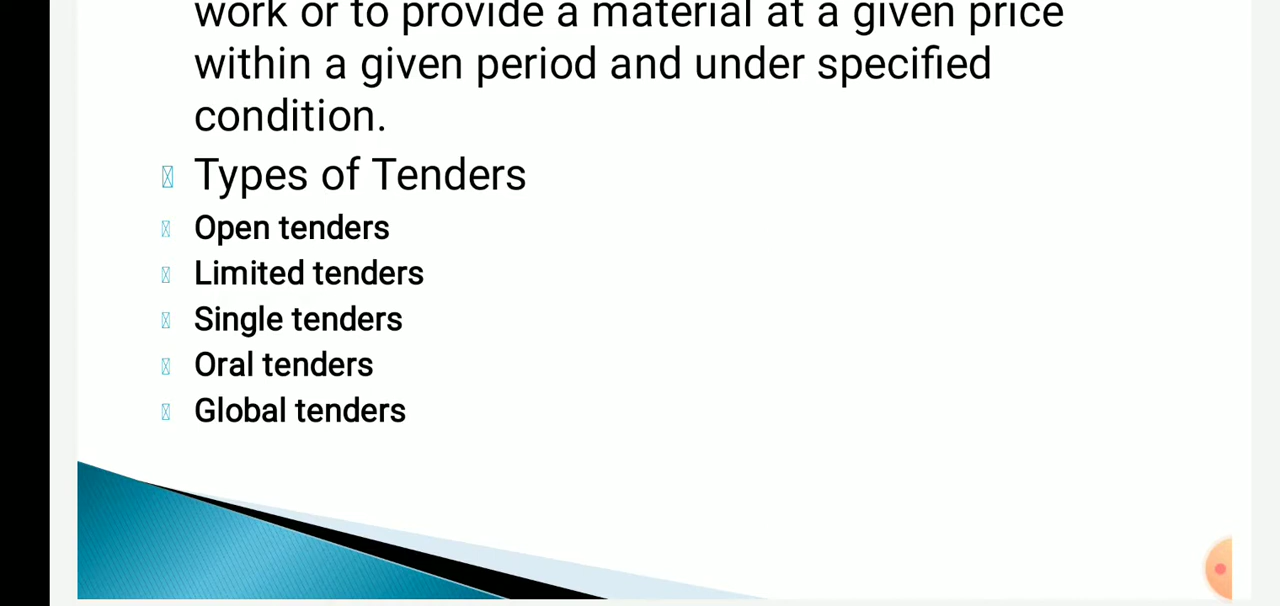 work or to provide a material at a given price
within a given period and under specified
condition.
Types of Tenders
Open tenders
Limited tenders
Single tenders
Oral tenders
Global tenders